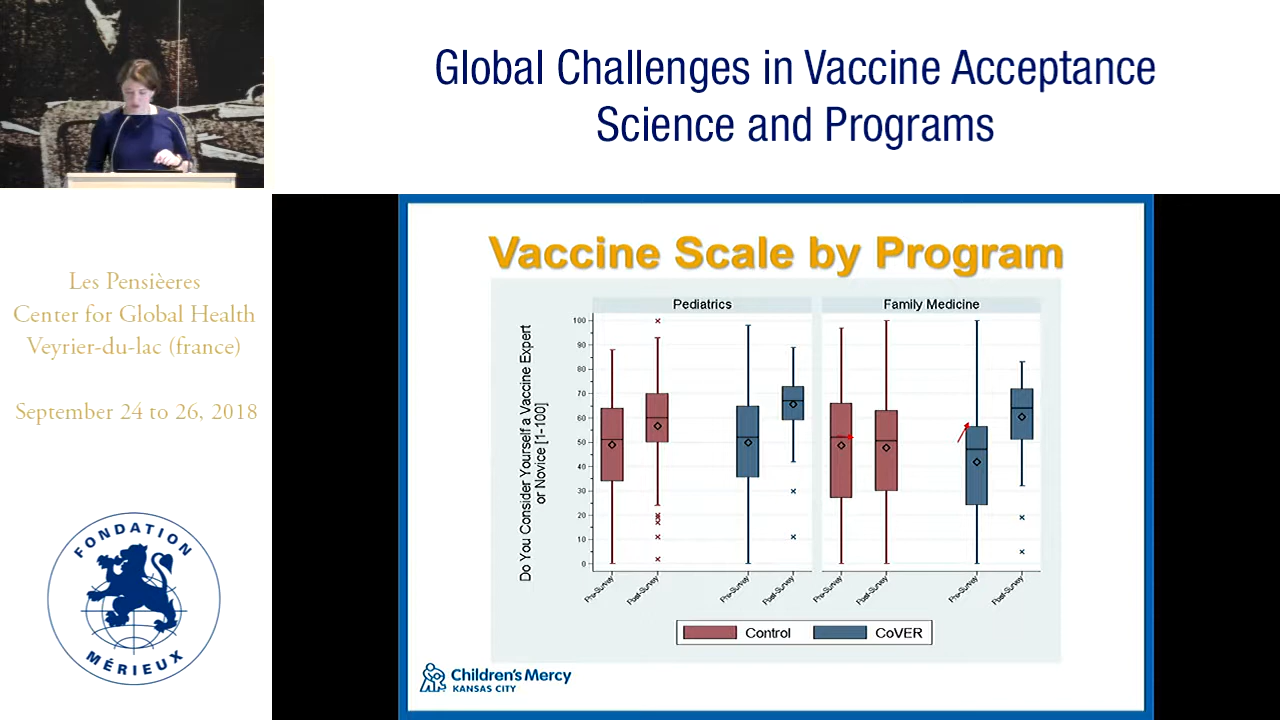 Global Challenges in Vaccine Acceptance
Science and Programs
Les Pensièeres
Center for Global Health
Veyrier-du-lac (france)
September 24 to 26, 2018
FONDATION
MÉRIEUX
Vaccine Scale by Program
Pediatrics
Family Medicine
Do You Consider Yourself a Vaccine Expert
or Novice [1-100]
100
90
80
70
60
50
40
30
20
10
0
Pre-Survey
Post-Survey
Pre-Survey
Post-Survey
Pre-Survey
Post-Survey
Pre-Survey
Post-Survey
Control
CoVER
Children's Mercy
KANSAS CITY